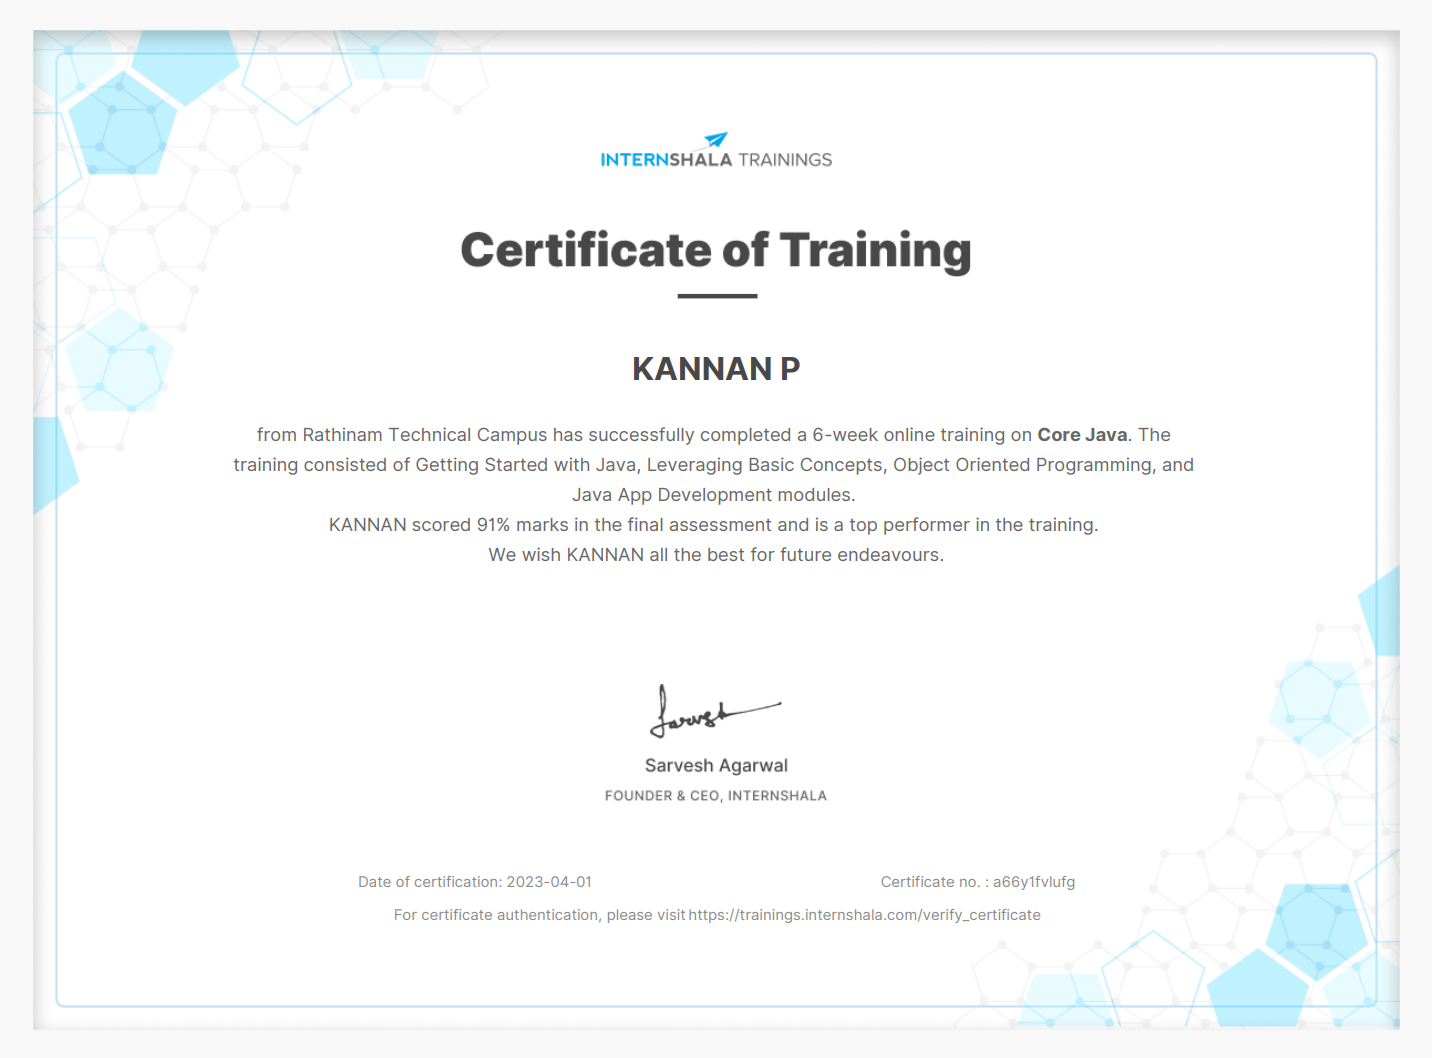 INTERNSHALA TRAININGS
Certificate of Training
KANNAN P
from Rathinam Technical Campus has successfully completed a 6-week online training on Core Java. The
training consisted of Getting Started with Java, Leveraging Basic Concepts, Object Oriented Programming, and
Java App Development modules.
KANNAN scored 91% marks in the final assessment and is a top performer in the training.
We wish KANNAN all the best for future endeavours.
Sarvesh
Sarvesh Agarwal
FOUNDER & CEO, INTERNSHALA
Date of certification: 2023-04-01 Certificate no. : a66y1fvlufg
For certificate authentication, please visit https://trainings.internshala.com/verify_certificate